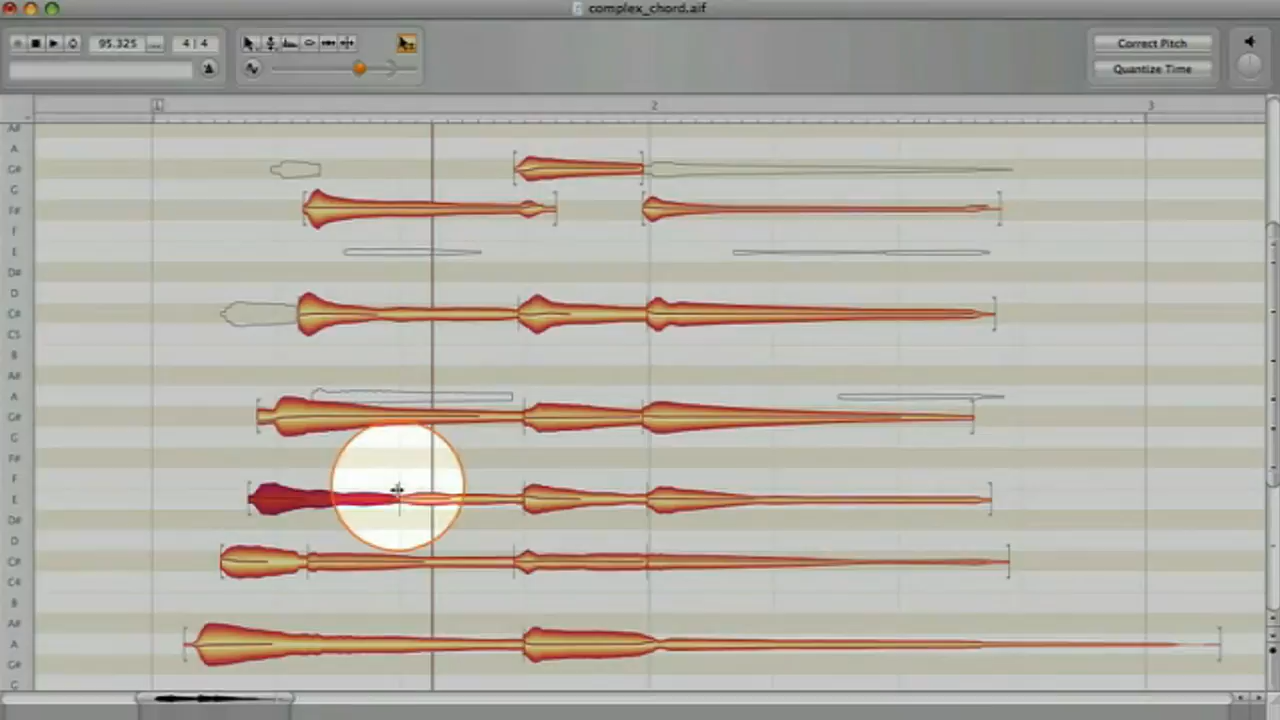 complex_chord.aif
95.325 ... 4 | 4
Correct Pitch
Quantize Time
1 2 3
A#
A
G#
G
F#
F
E
D#
D
C#
C5
B
A#
A
G#
G
F#
F
E
D#
D
C#
C4
B
A#
A
G#
G